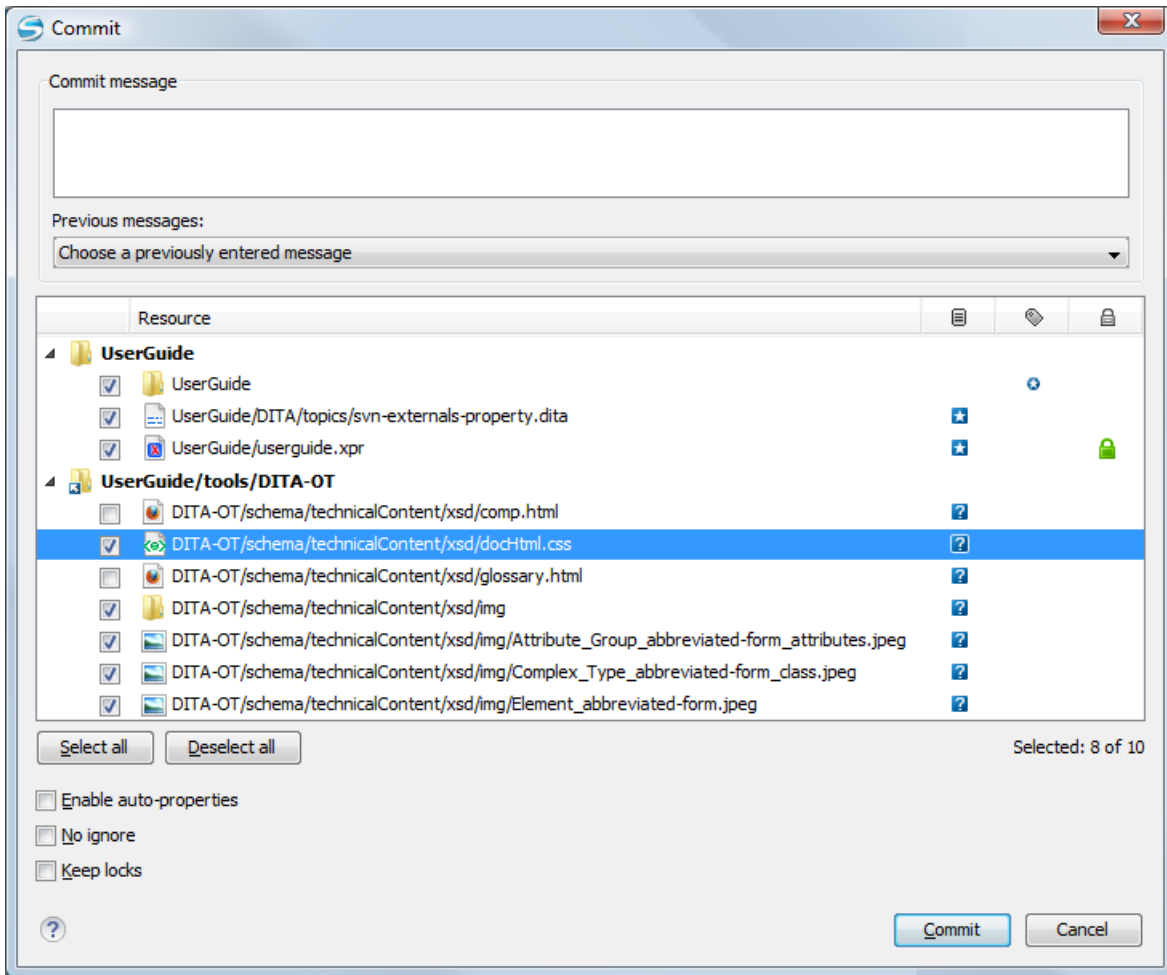 Commit
Commit message
Previous messages:
Choose a previously entered message
Resource
UserGuide
UserGuide
UserGuide/DITA/topics/svn-externals-property.dita
UserGuide/userguide.xpr
UserGuide/tools/DITA-OT
DITA-OT/schema/technicalContent/xsd/comp.html
DITA-OT/schema/technicalContent/xsd/docHtml.css
DITA-OT/schema/technicalContent/xsd/glossary.html
DITA-OT/schema/technicalContent/xsd/img
DITA-OT/schema/technicalContent/xsd/img/Attribute_Group_abbreviated-form_attributes.jpeg
DITA-OT/schema/technicalContent/xsd/img/Complex_Type_abbreviated-form_class.jpeg
DITA-OT/schema/technicalContent/xsd/img/Element_abbreviated-form.jpeg
Select all Deselect all Selected: 8 of 10
Enable auto-properties
No ignore
Keep locks
Commit Cancel